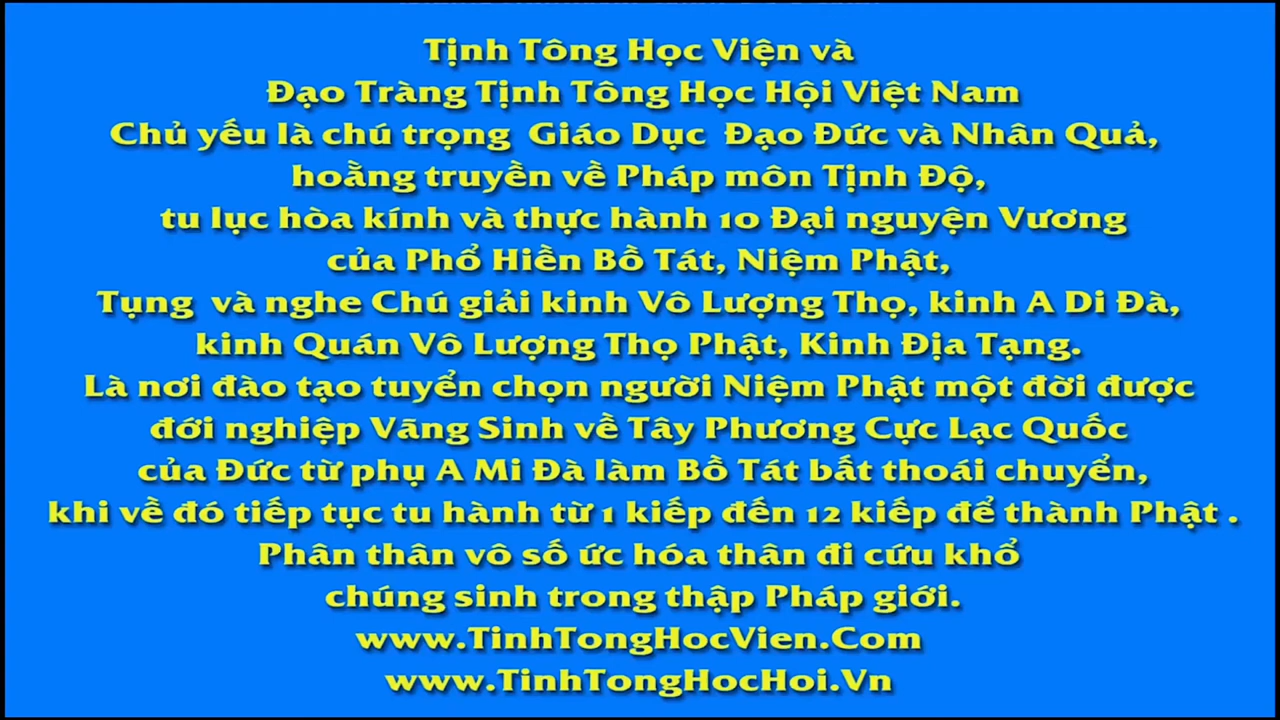 Tịnh Tông Học Viện và
Đạo Tràng Tịnh Tông Học Hội Việt Nam
Chủ yếu là chú trọng Giáo Dục Đạo Đức và Nhân Quả,
hoằng truyền về Pháp môn Tịnh Độ,
tu lục hòa kính và thực hành 10 Đại nguyện Vương
của Phổ Hiền Bồ Tát, Niệm Phật,
Tụng và nghe Chú giải kinh Vô Lượng Thọ, kinh A Di Đà,
kinh Quán Vô Lượng Thọ Phật, Kinh Địa Tạng.
Là nơi đào tạo tuyển chọn người Niệm Phật một đời được
đới nghiệp Vãng Sinh về Tây Phương Cực Lạc Quốc
của Đức từ phụ A Mi Đà làm Bồ Tát bất thoái chuyển,
khi về đó tiếp tục tu hành từ 1 kiếp đến 12 kiếp để thành Phật .
Phân thân vô số ức hóa thân đi cứu khổ
chúng sinh trong thập Pháp giới.
www.TinhTongHocVien.Com
www.TinhTongHocHoi.Vn